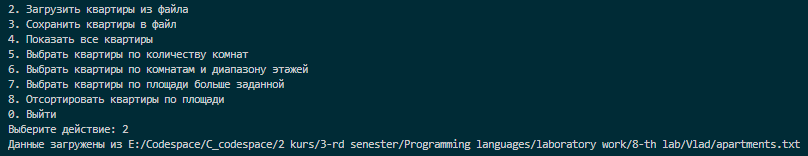 2. Загрузить квартиры из файла
3. Сохранить квартиры в файл
4. Показать все квартиры
5. Выбрать квартиры по количеству комнат
6. Выбрать квартиры по комнатам и диапазону этажей
7. Выбрать квартиры по площади больше заданной
8. Отсортировать квартиры по площади
0. Выйти
Выберите действие: 2
Данные загружены из E:/Codespace/C_codespace/2 kurs/3-rd senester/Programming languages/laboratory work/8-th lab/Vlad/apartments.txt